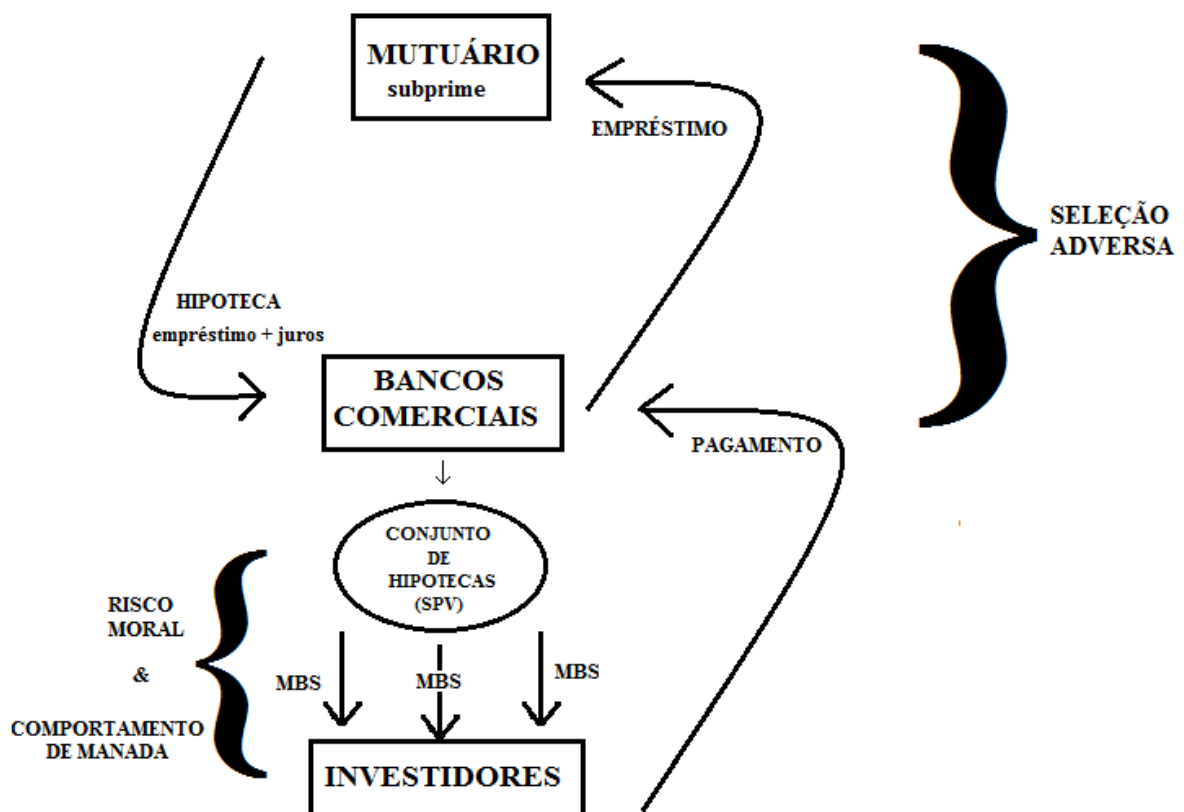 MUTUÁRIO
subprime
EMPRÉSTIMO
SELEÇÃO
ADVERSA
HIPOTECA
empréstimo + juros
BANCOS
COMERCIAIS
PAGAMENTO
CONJUNTO
DE
HIPOTECAS
(SPV)
RISCO
MORAL
&
COMPORTAMENTO
DE MANADA
MBS
MBS
MBS
INVESTIDORES